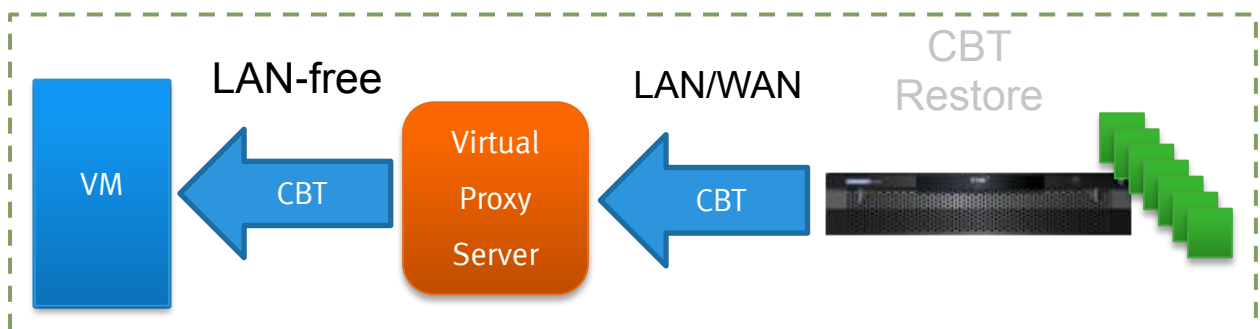 LAN-free
LAN/WAN
CBT
Restore
VM
CBT
Virtual
Proxy
Server
CBT